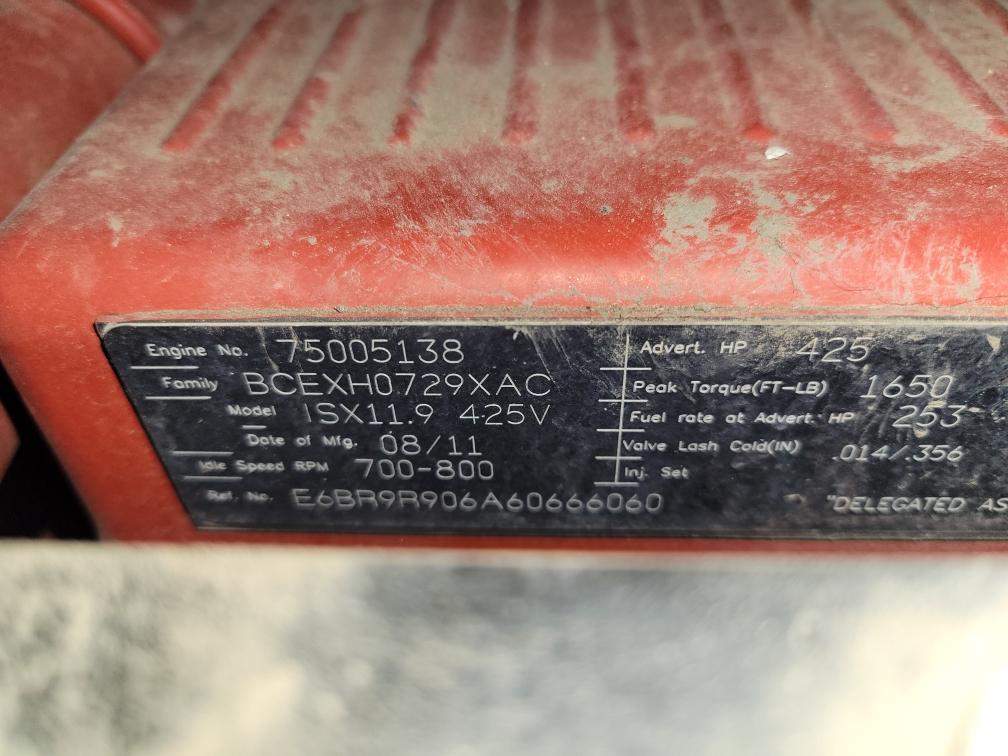 Engine No. 75005138
Family BCEXH0729XAC
Model ISX11.9 425V
Date of Mfg. 08/11
Idle Speed RPM 700-800
Ref. No. E6BR9R906A60666060
Advert. HP 425
Peak Torque(FT-LB) 1650
Fuel rate at Advert. HP 253
Valve Lash Cold(IN) .014/.356
Inj. Set
"DELEGATED AS